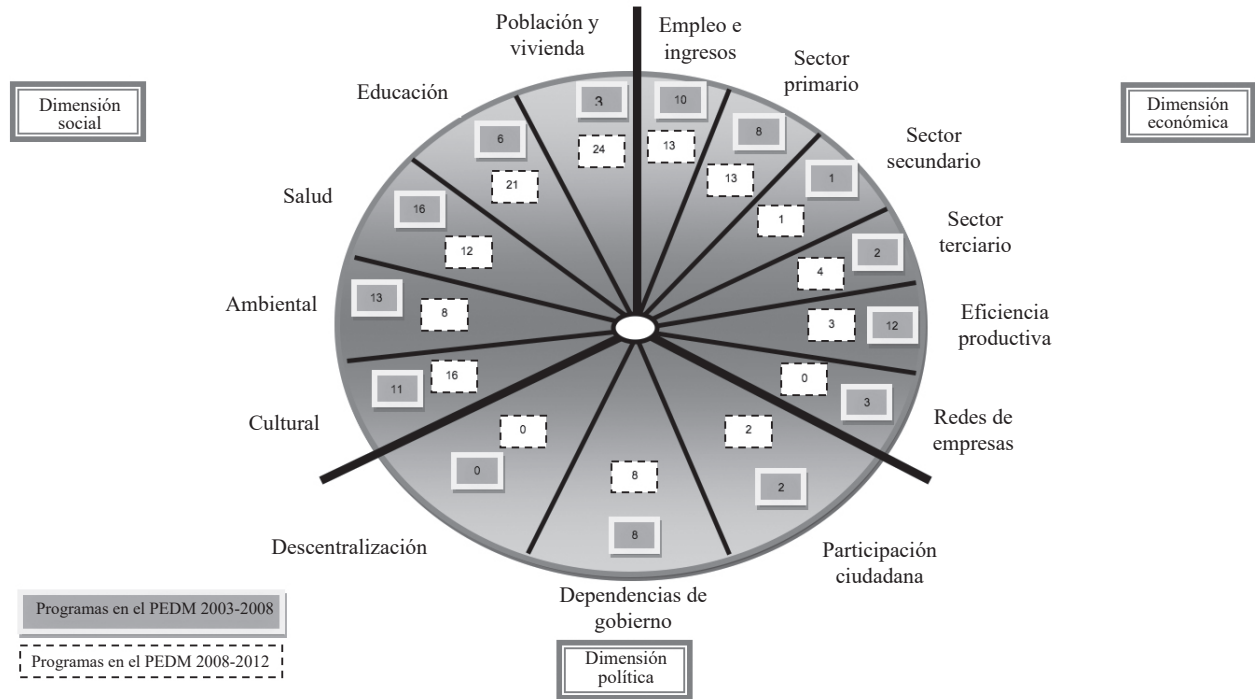 Población y
vivienda
Empleo e
ingresos
Sector
primario
Educación
Dimensión
social
Dimensión
económica
3
10
8
6
24
13
13
21
1
1
Sector
secundario
Salud
16
12
Sector
terciario
2
4
Ambiental
13
8
3
12
Eficiencia
productiva
11
16
0
3
Cultural
Redes de
empresas
0
0
2
2
8
8
Descentralización
Participación
ciudadana
Dependencias de
gobierno
Dimensión
política
Programas en el PEDM 2003-2008
Programas en el PEDM 2008-2012